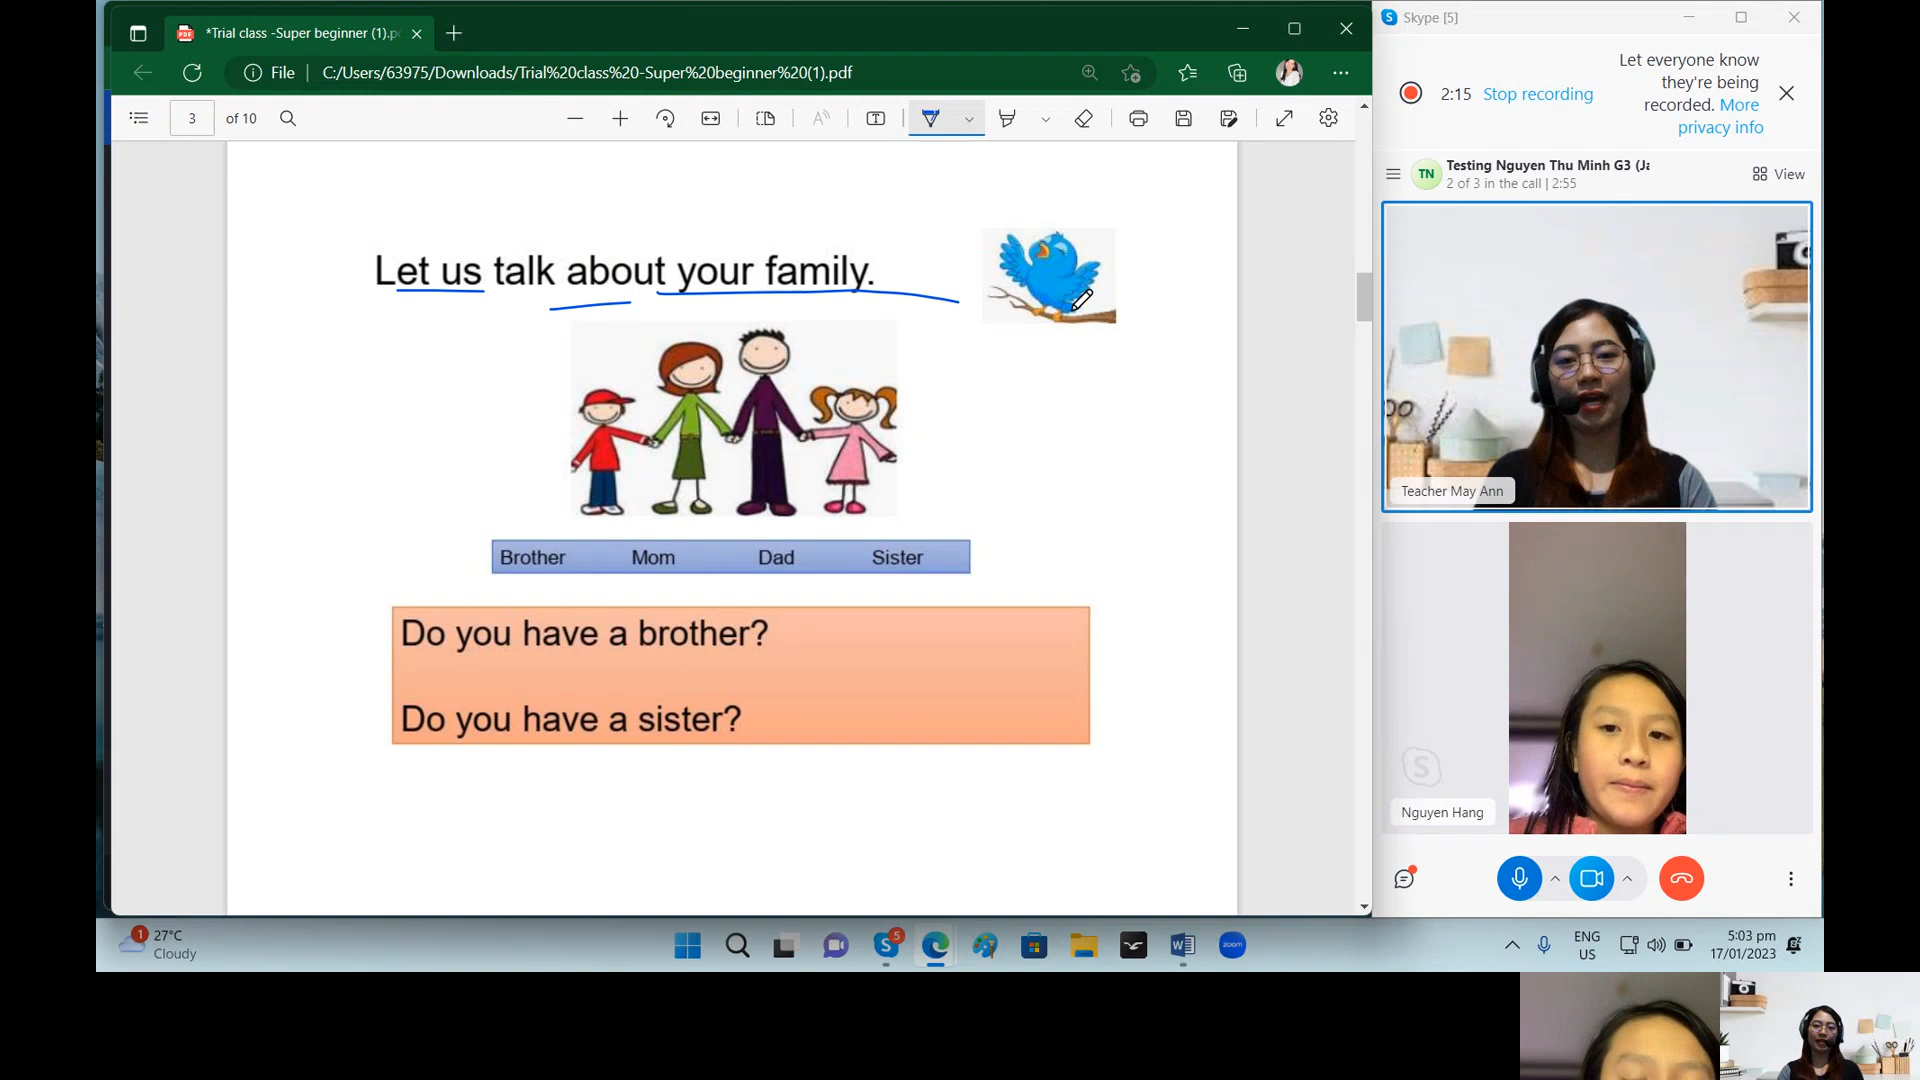 *Trial class -Super beginner (1).p
File
C:/Users/63975/Downloads/Trial%20class%20-Super%20beginner%20(1).pdf
3 of 10
Let us talk about your family.
Brother Mom Dad Sister
Do you have a brother?
Do you have a sister?
Skype [5]
2:15 Stop recording
Let everyone know
they're being
recorded. More
privacy info
TN
Testing Nguyen Thu Minh G3 (Ja
2 of 3 in the call | 2:55
View
Teacher May Ann
Nguyen Hang
1
27°C
Cloudy
5
zoom
ENG
US
5:03 pm
17/01/2023